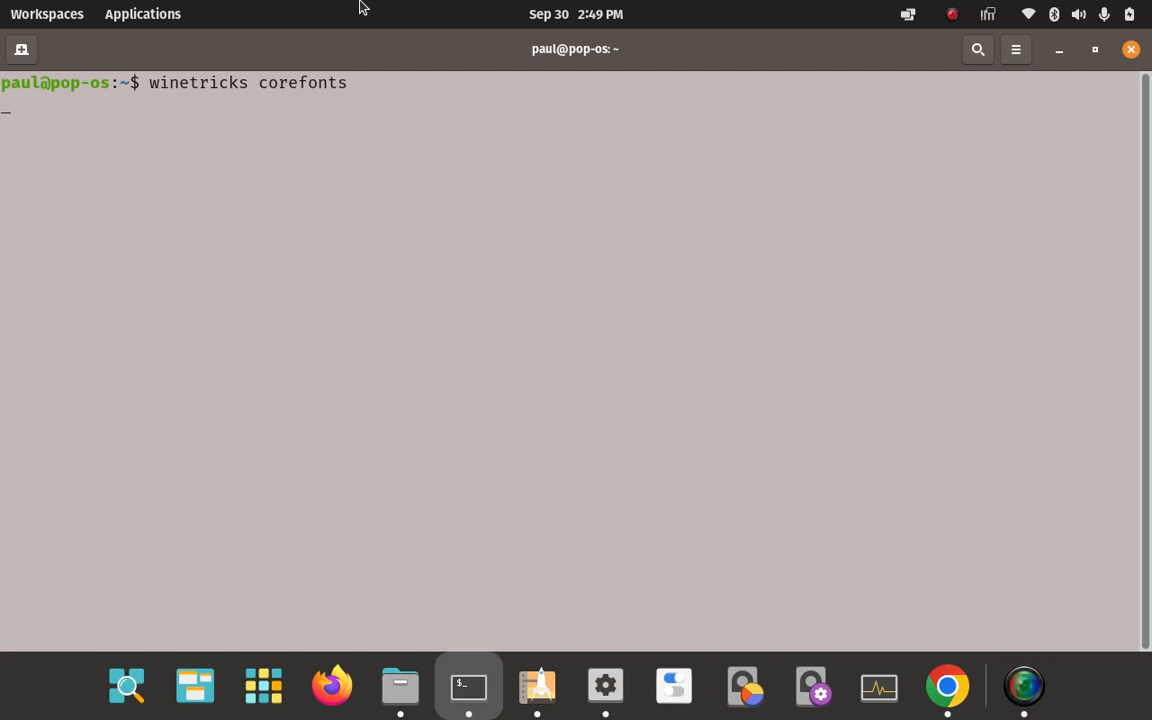 Workspaces Applications Sep 30 2:49 PM
paul@pop-os: ~
paul@pop-os:~$ winetricks corefonts